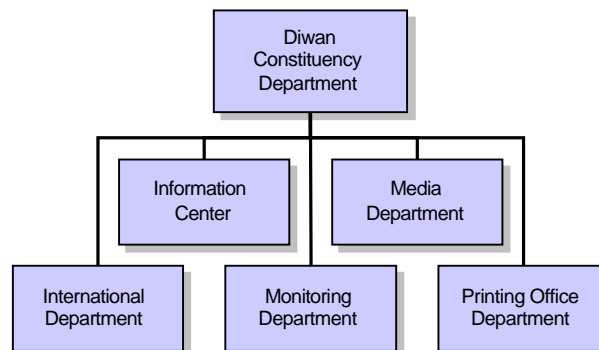 Diwan
Constituency
Department
Information
Center
Media
Department
International
Department
Monitoring
Department
Printing Office
Department